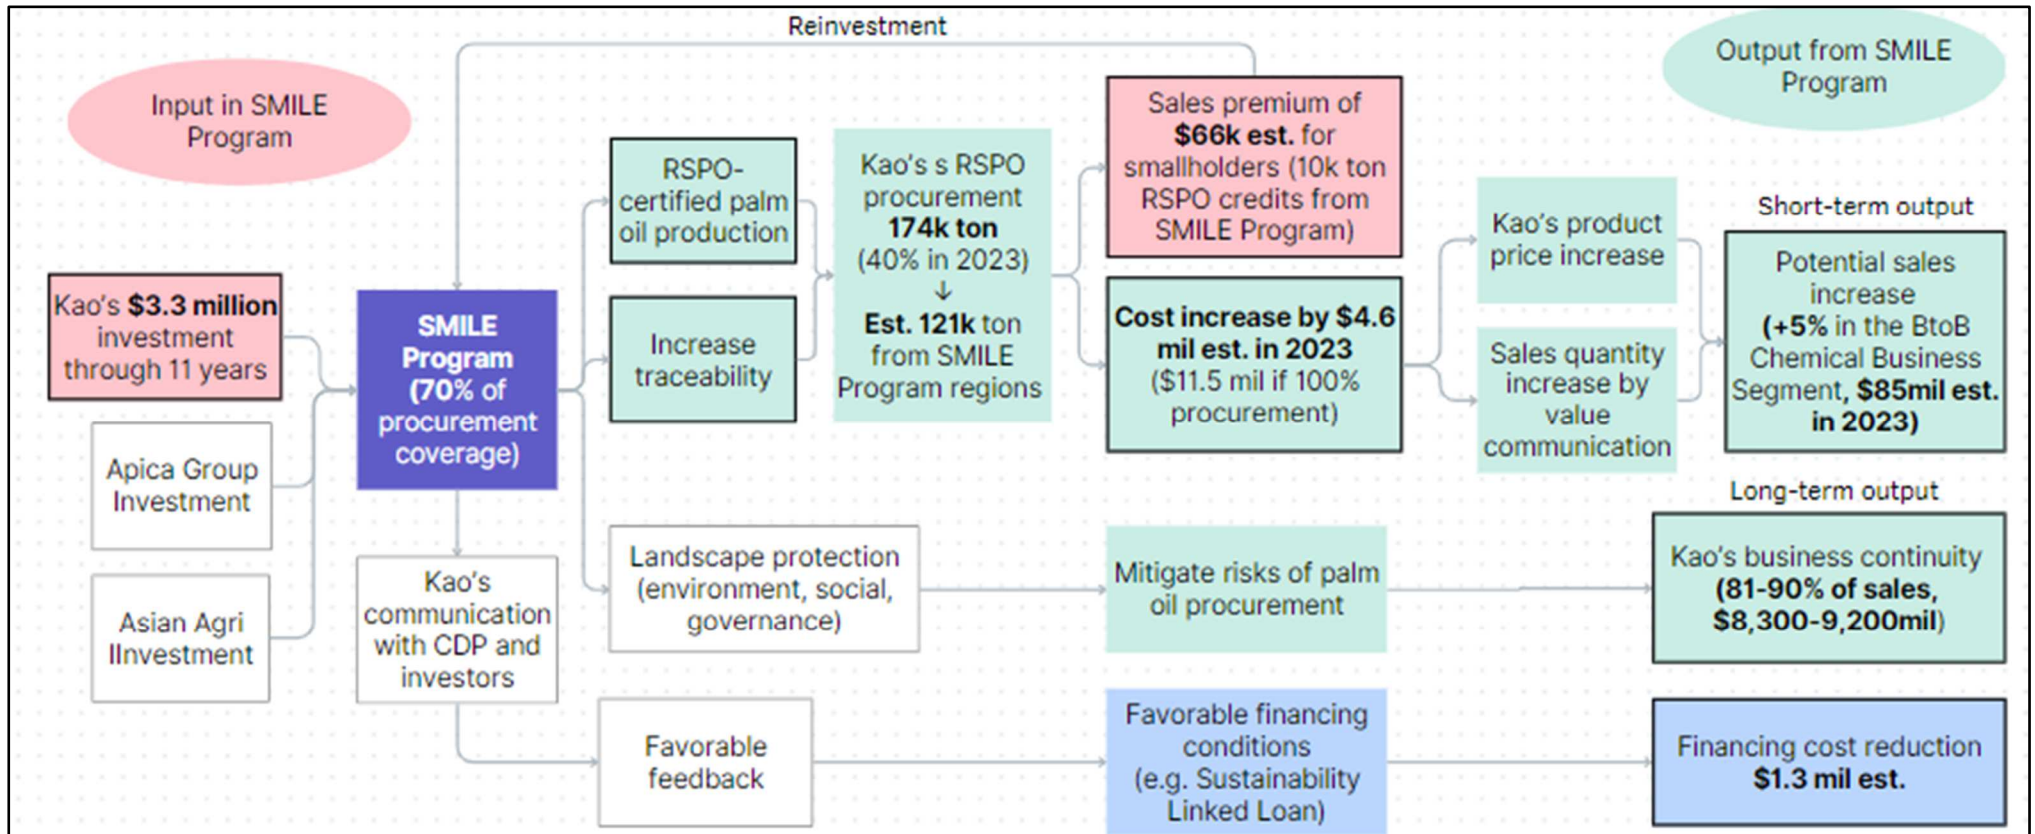 Reinvestment
Input in SMILE
Program
Output from SMILE
Program
Kao's $3.3 million
investment
through 11 years
Apica Group
Investment
Asian Agri
IInvestment
SMILE
Program
(70% of
procurement
coverage)
Kao's
communication
with CDP and
investors
RSPO-
certified palm
oil production
Increase
traceability
Kao's s RSPO
procurement
174k ton
(40% in 2023)
↓
Est. 121k ton
from SMILE
Program regions
Sales premium of
$66k est. for
smallholders (10k ton
RSPO credits from
SMILE Program)
Cost increase by $4.6
mil est. in 2023
($11.5 mil if 100%
procurement)
Kao's product
price increase
Sales quantity
increase by
value
communication
Short-term output
Potential sales
increase
(+5% in the BtoB
Chemical Business
Segment, $85mil est.
in 2023)
Landscape protection
(environment, social,
governance)
Mitigate risks of palm
oil procurement
Long-term output
Kao's business continuity
(81-90% of sales,
$8,300-9,200mil)
Favorable
feedback
Favorable financing
conditions
(e.g. Sustainability
Linked Loan)
Financing cost reduction
$1.3 mil est.